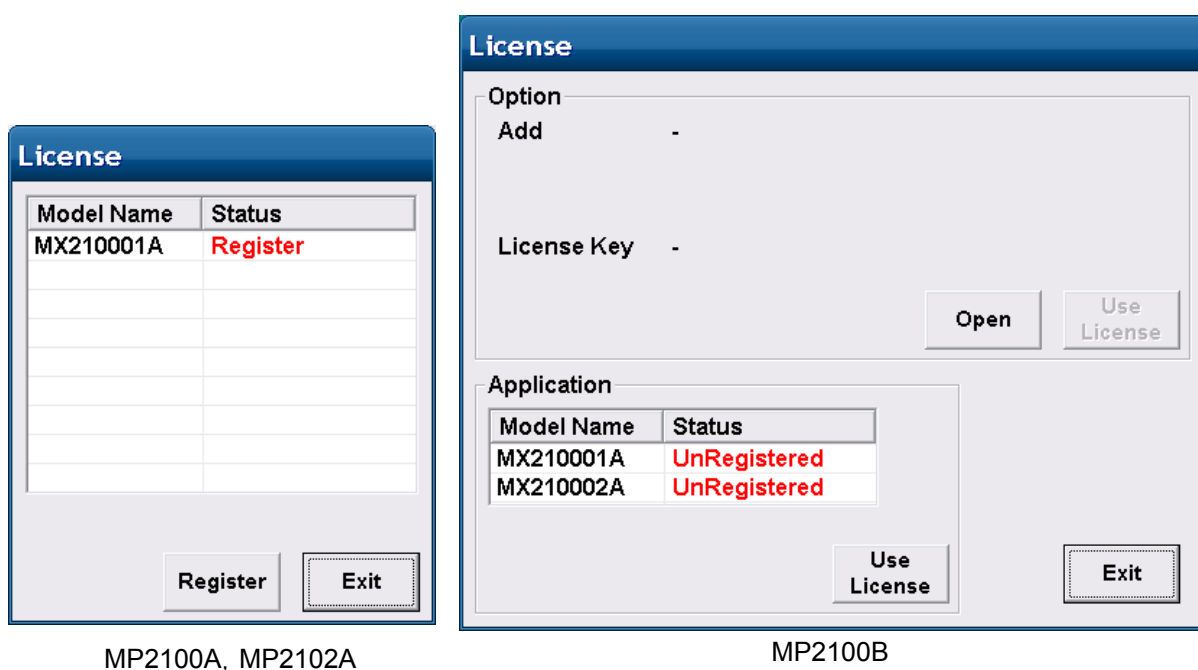 License
Model Name Status
MX210001A Register
Register Exit
MP2100A, MP2102A
License
Option
Add -
License Key -
Open Use License
Application
Model Name Status
MX210001A UnRegistered
MX210002A UnRegistered
Use License
Exit
MP2100B